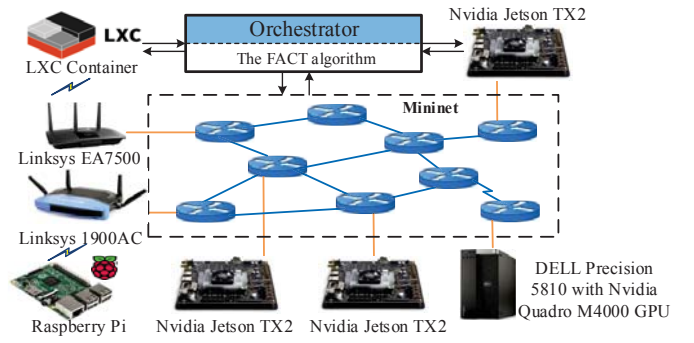 Nvidia Jetson TX2
LXC
Orchestrator
The FACT algorithm
LXC Container
Mininet
Linksys EA7500
Linksys 1900AC
Raspberry Pi
Nvidia Jetson TX2
Nvidia Jetson TX2
DELL Precision
5810 with Nvidia
Quadro M4000 GPU